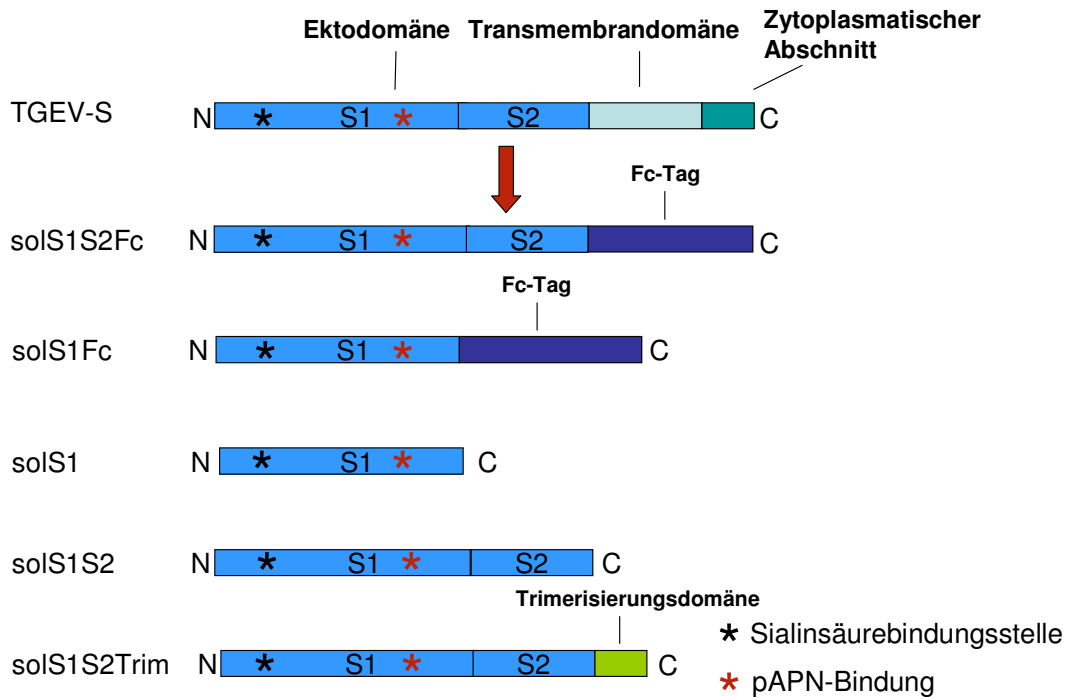 Ektodomäne Transmembrandomäne Zytoplasmatischer
Abschnitt
TGEV-S N * S1 * S2 C
Fc-Tag
solS1S2Fc N * S1 * S2 C
Fc-Tag
solS1Fc N * S1 * C
solS1 N * S1 * C
solS1S2 N * S1 * S2 C
Trimerisierungsdomäne
* Sialinsäurebindungsstelle
solS1S2Trim N * S1 * S2 C
* pAPN-Bindung